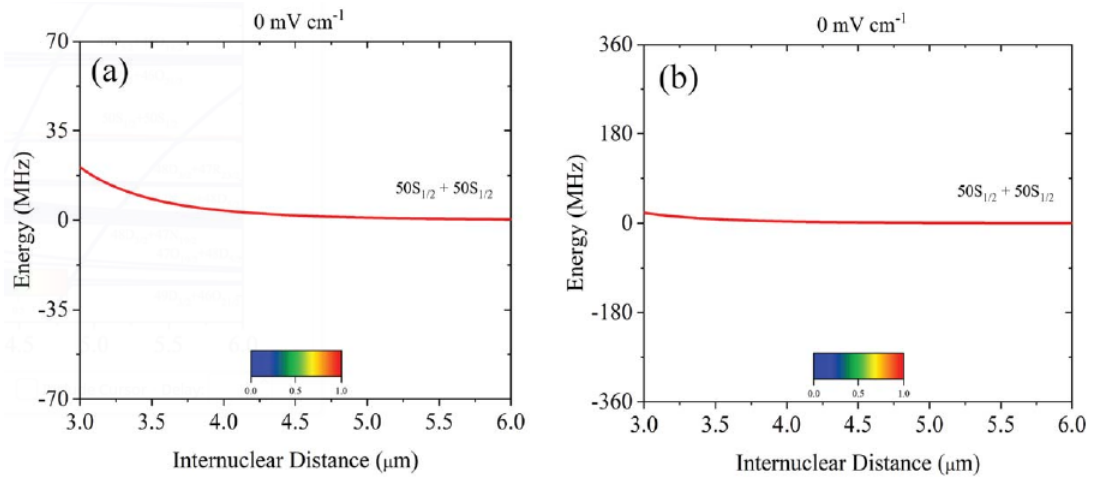 0 mV cm⁻¹
(a)
70
35
0
-35
-70
Energy (MHz)
50S₁/₂ + 50S₁/₂
0.0 0.5 1.0
3.0 3.5 4.0 4.5 5.0 5.5 6.0
Internuclear Distance (μm)
0 mV cm⁻¹
(b)
360
180
0
-180
-360
Energy (MHz)
50S₁/₂ + 50S₁/₂
0.0 0.5 1.0
3.0 3.5 4.0 4.5 5.0 5.5 6.0
Internuclear Distance (μm)